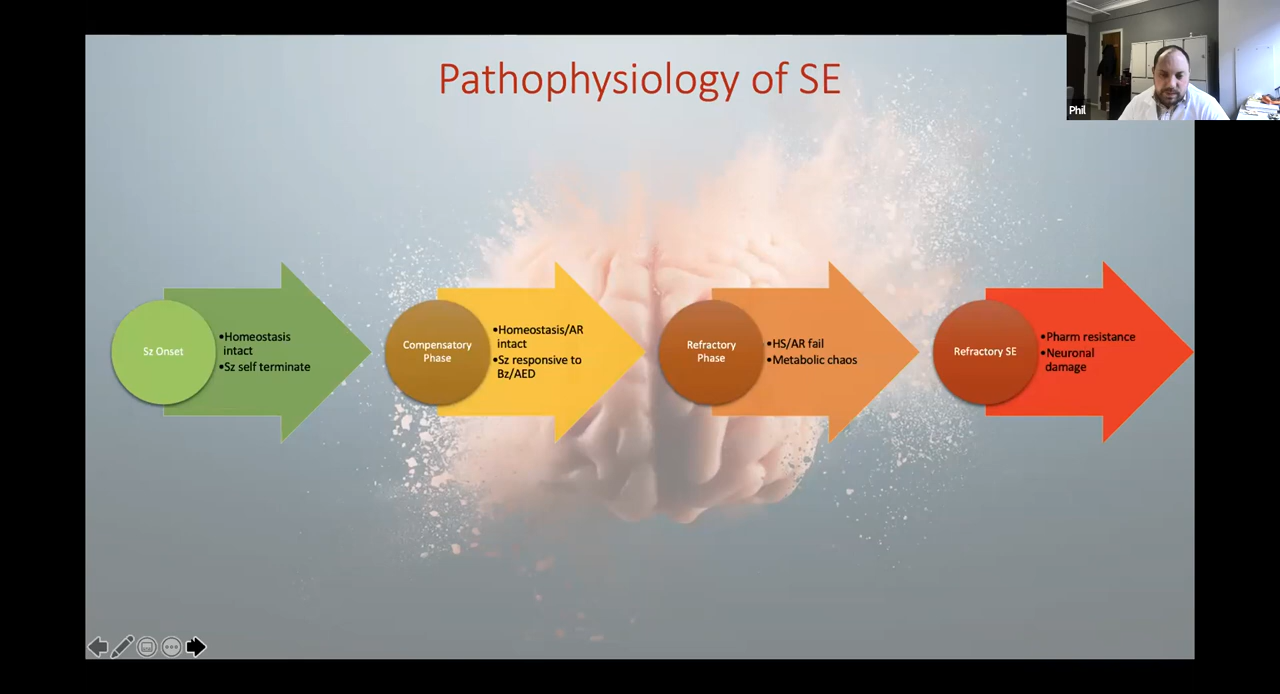 Pathophysiology of SE
Phil
Sz Onset
•Homeostasis
intact
•Sz self terminate
Compensatory
Phase
•Homeostasis/AR
intact
•Sz responsive to
Bz/AED
Refractory
Phase
•HS/AR fail
•Metabolic chaos
Refractory SE
•Pharm resistance
•Neuronal
damage